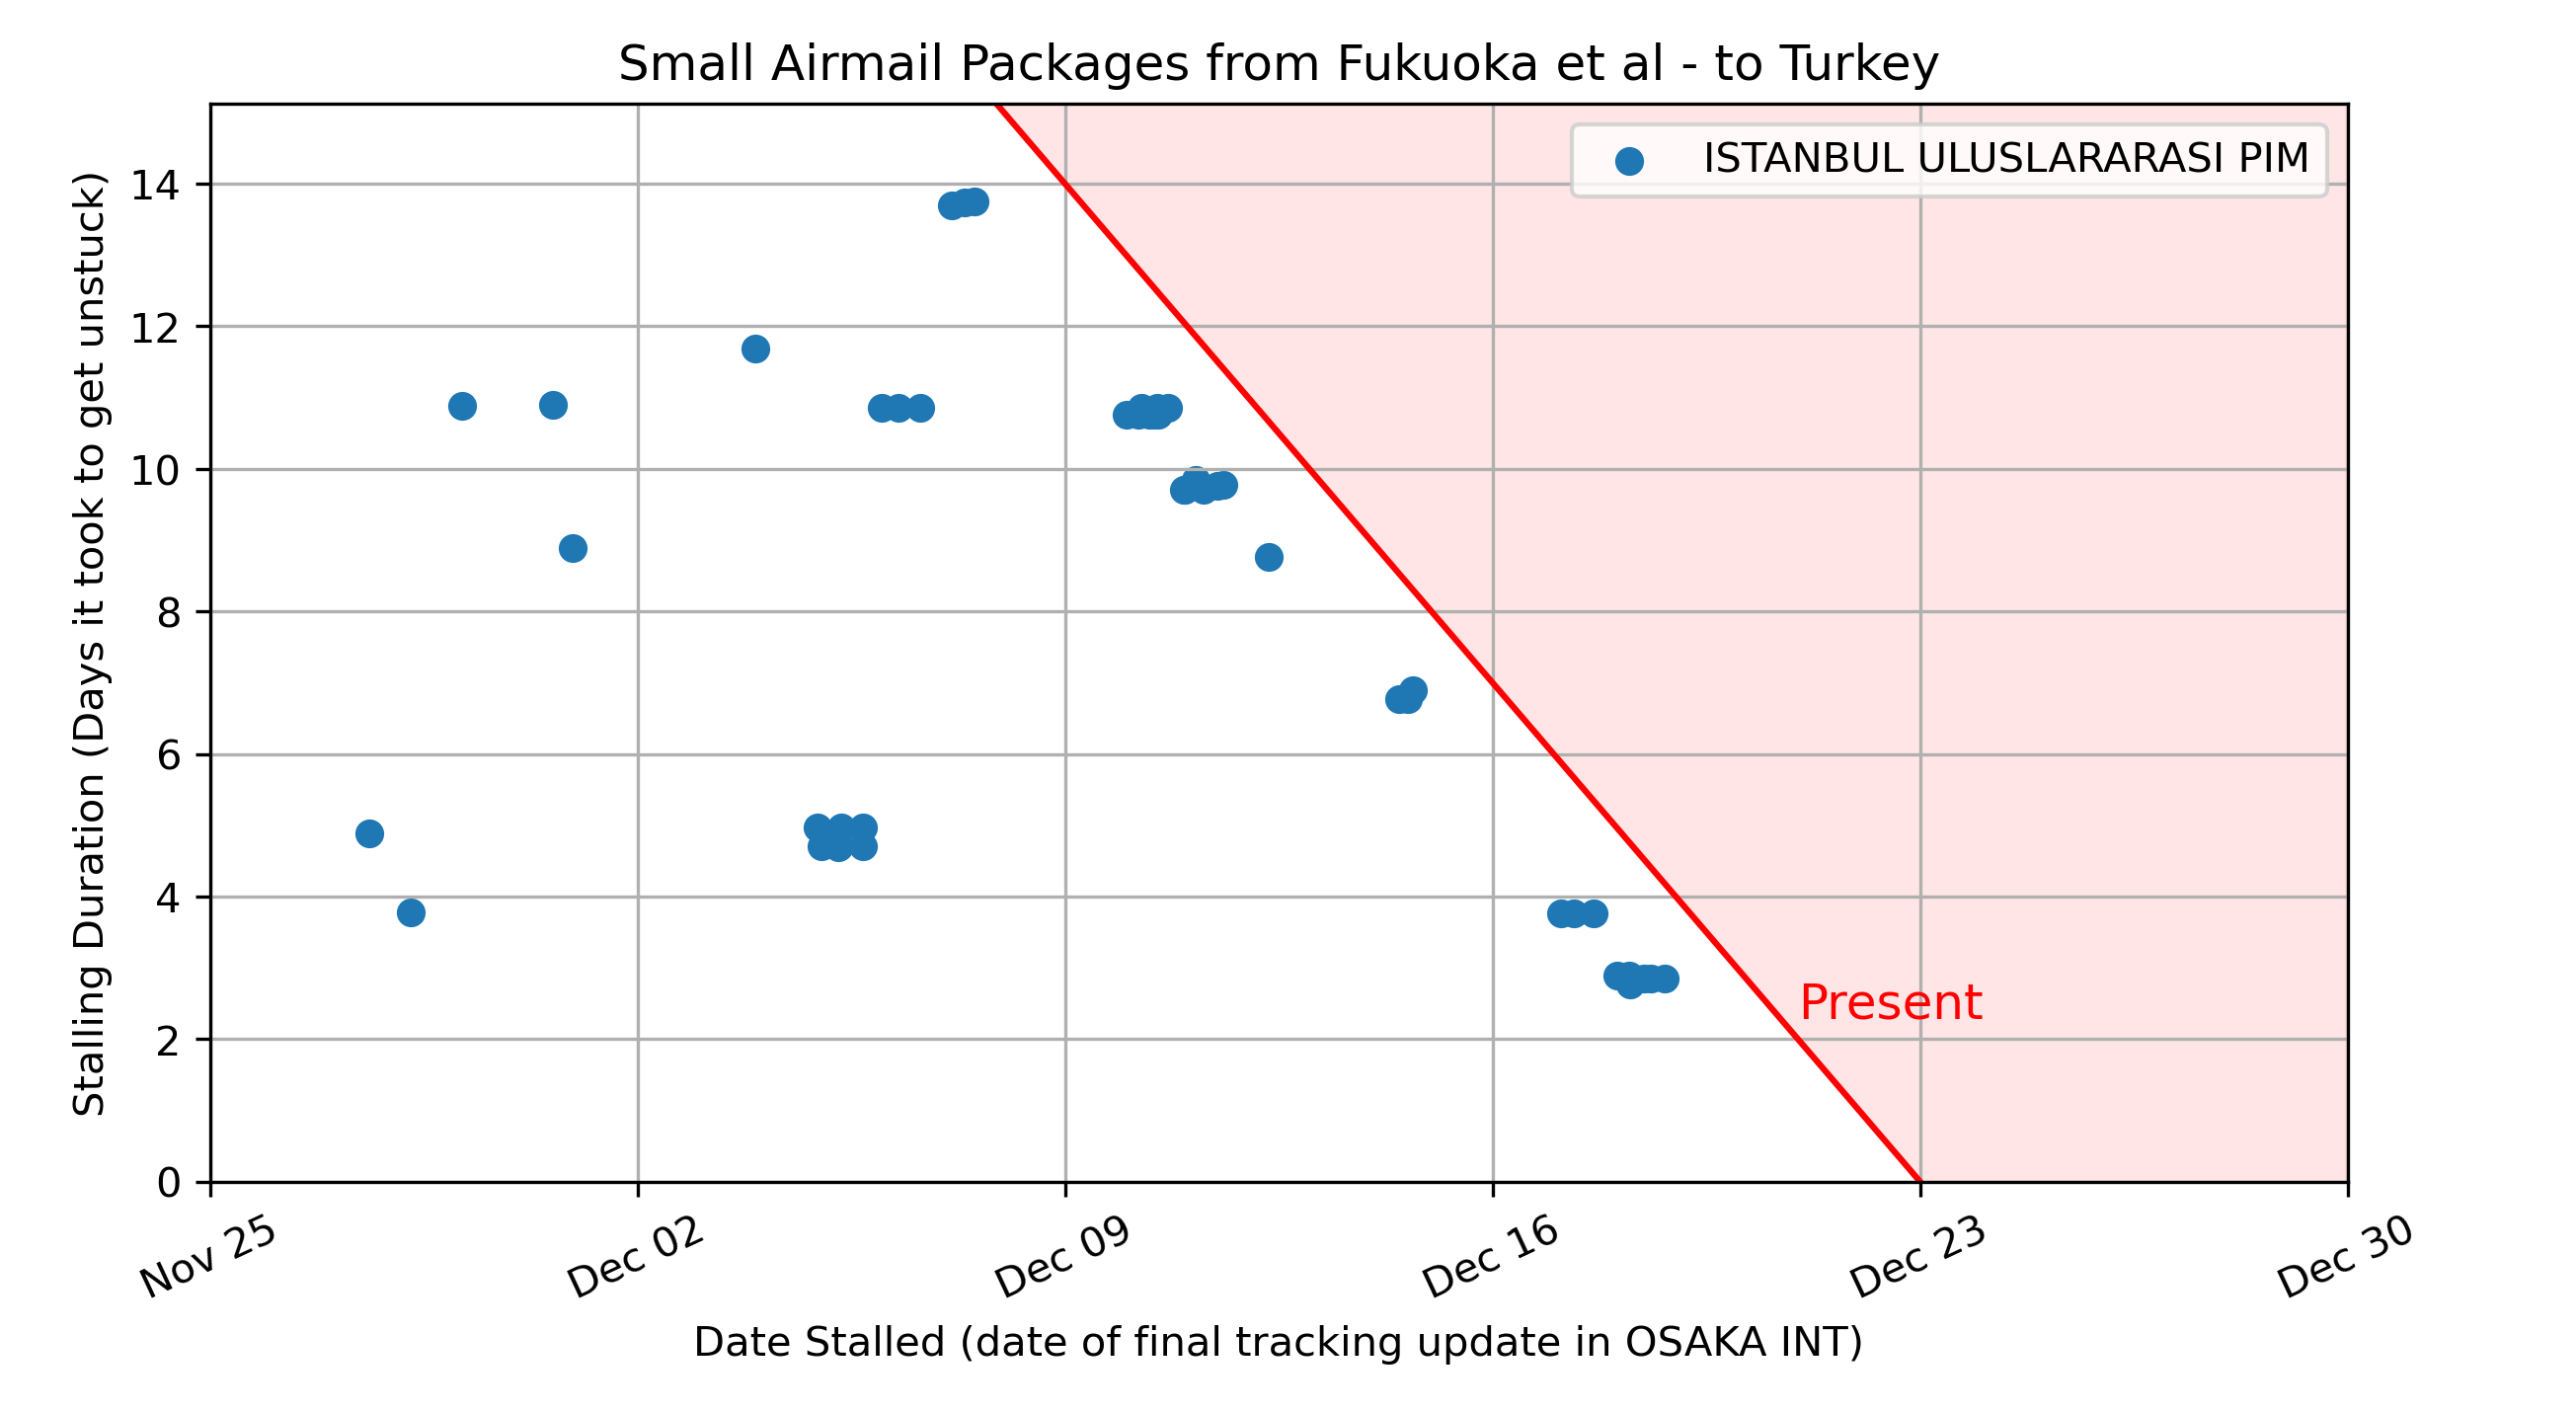 Small Airmail Packages from Fukuoka et al - to Turkey
ISTANBUL ULUSLARARASI PIM
Stalling Duration (Days it took to get unstuck)
14
12
10
8
6
4
2
0
Present
Nov 25
Dec 02
Dec 09
Dec 16
Dec 23
Dec 30
Date Stalled (date of final tracking update in OSAKA INT)